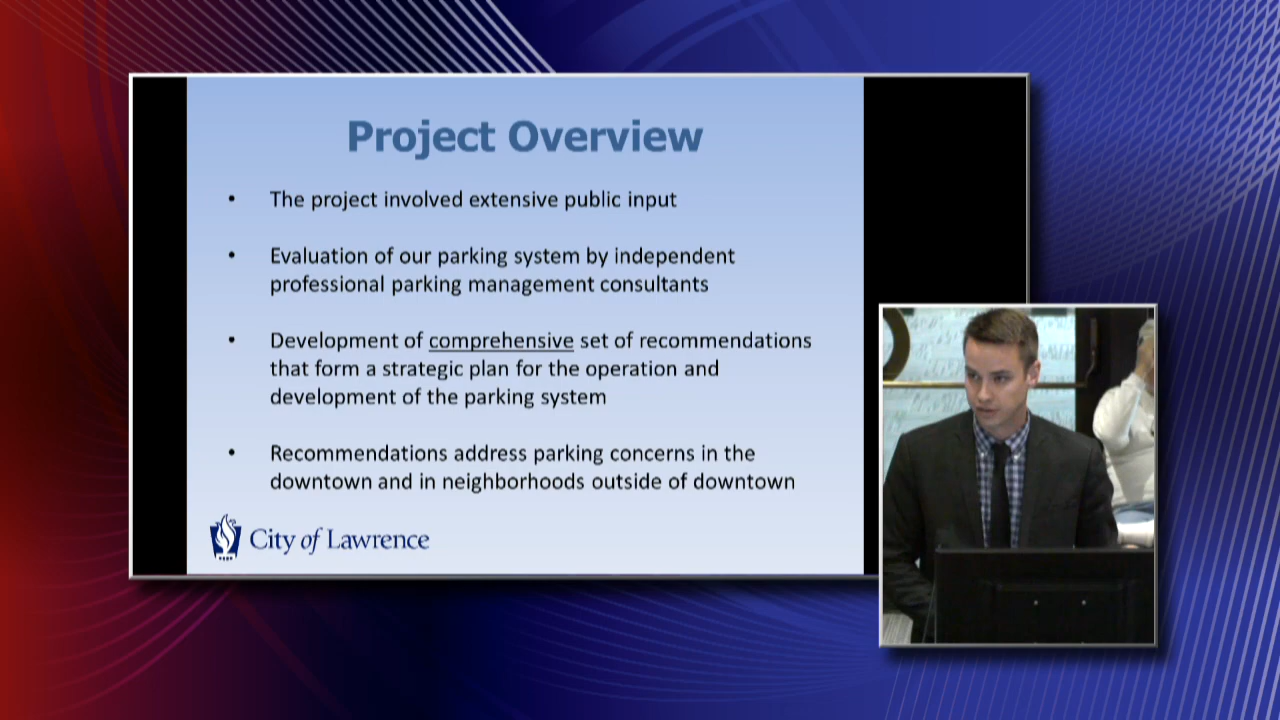 Project Overview
• The project involved extensive public input
• Evaluation of our parking system by independent
professional parking management consultants
• Development of comprehensive set of recommendations
that form a strategic plan for the operation and
development of the parking system
• Recommendations address parking concerns in the
downtown and in neighborhoods outside of downtown
City of Lawrence